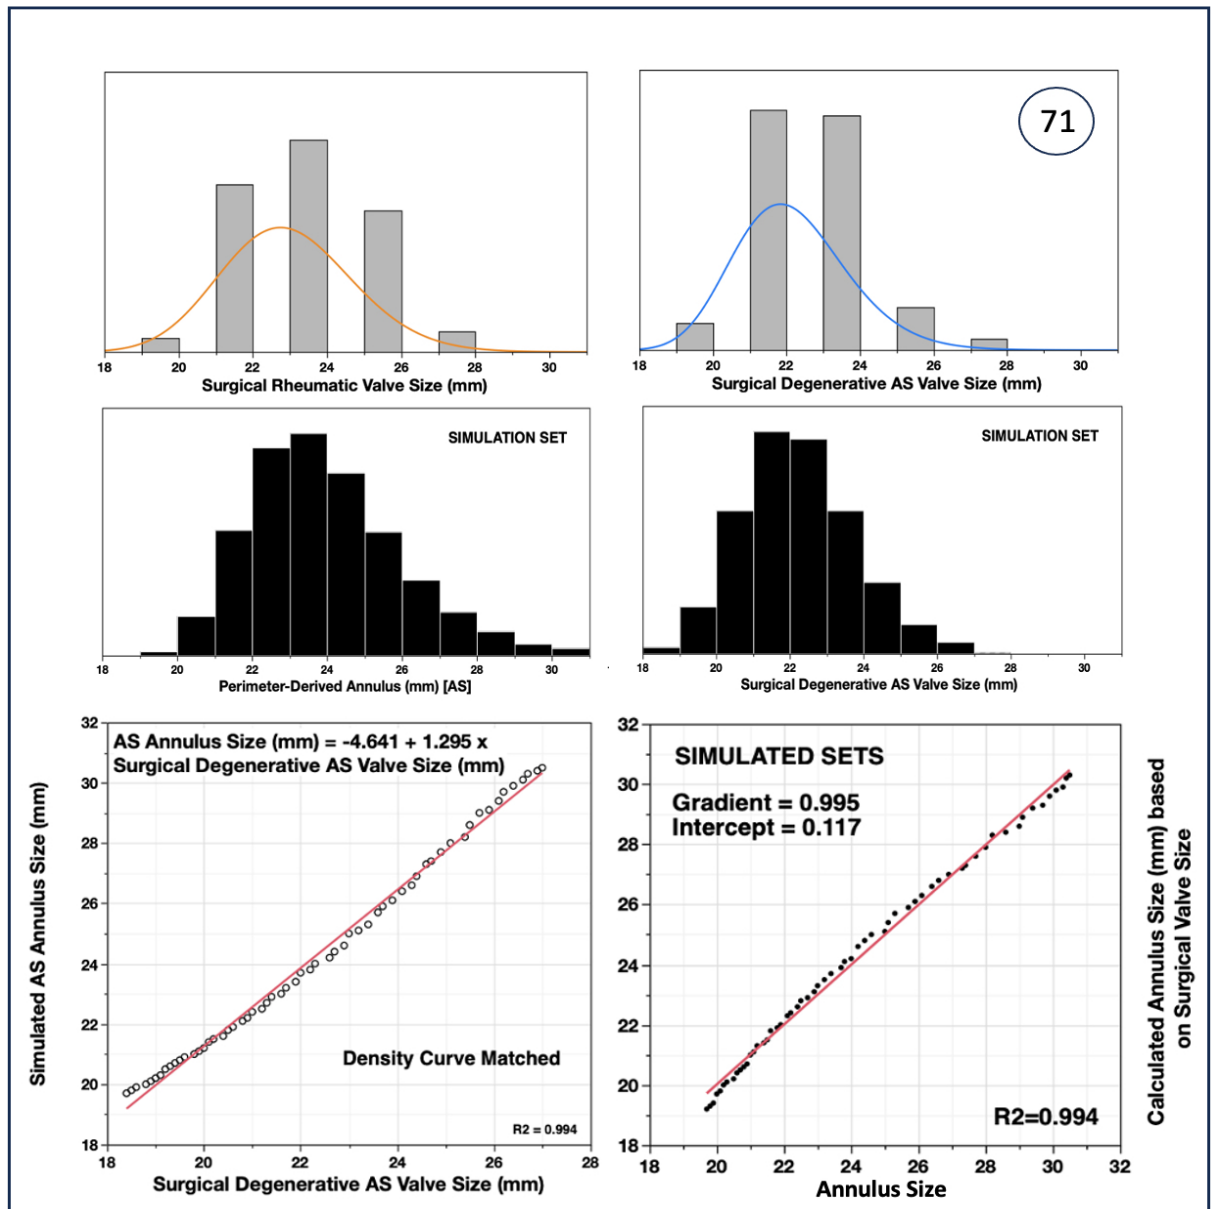 71
18 20 22 24 26 28 30
Surgical Rheumatic Valve Size (mm)
18 20 22 24 26 28 30
Surgical Degenerative AS Valve Size (mm)
SIMULATION SET
18 20 22 24 26 28 30
Perimeter-Derived Annulus (mm) [AS]
SIMULATION SET
18 20 22 24 26 28 30
Surgical Degenerative AS Valve Size (mm)
Simulated AS Annulus Size (mm)
32
30
28
26
24
22
20
18
AS Annulus Size (mm) = -4.641 + 1.295 x
Surgical Degenerative AS Valve Size (mm)
Density Curve Matched
R2 = 0.994
18 20 22 24 26 28
Surgical Degenerative AS Valve Size (mm)
32
30
28
26
24
22
20
18
SIMULATED SETS
Gradient = 0.995
Intercept = 0.117
R2=0.994
18 20 22 24 26 28 30 32
Annulus Size
Calculated Annulus Size (mm) based
on Surgical Valve Size